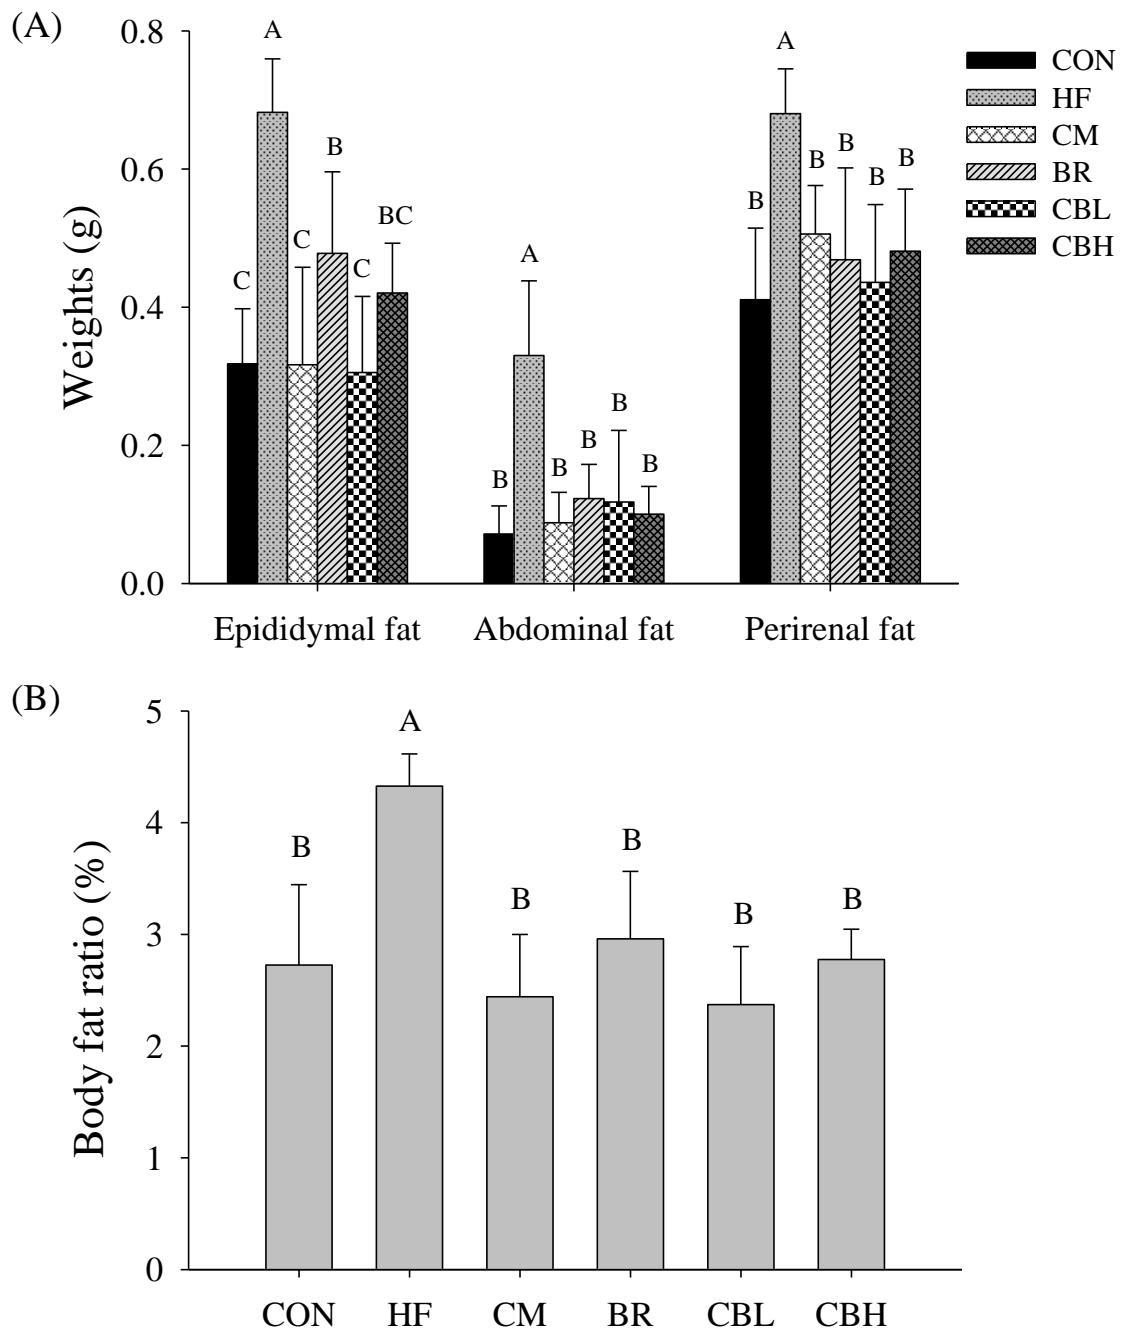 (A)
Weights (g)
0.8
0.6
0.4
0.2
0.0
A
B
BC
C
C
C
A
B
B
B
B
B
A
B
B
B
B
B
CON
HF
CM
BR
CBL
CBH
Epididymal fat
Abdominal fat
Perirenal fat
(B)
Body fat ratio (%)
5
4
3
2
1
0
B
A
B
B
B
B
CON
HF
CM
BR
CBL
CBH